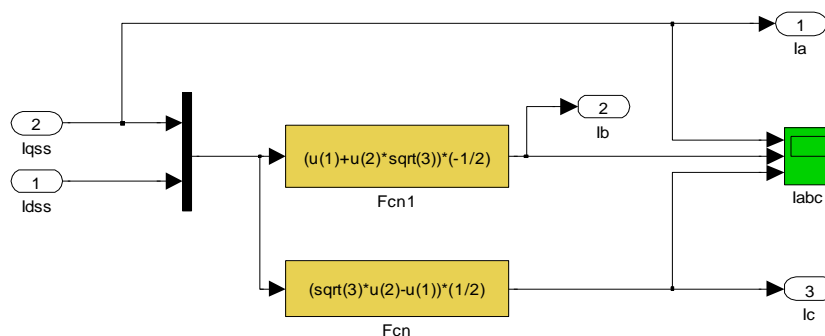 1
Ia
2
Ib
2
Iqss
(u(1)+u(2)*sqrt(3))*(-1/2)
Fcn1
1
Idss
Iabc
(sqrt(3)*u(2)-u(1))*(1/2)
Fcn
3
Ic